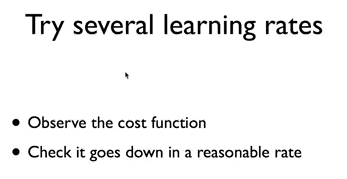 Try several learning rates
• Observe the cost function
• Check it goes down in a reasonable rate